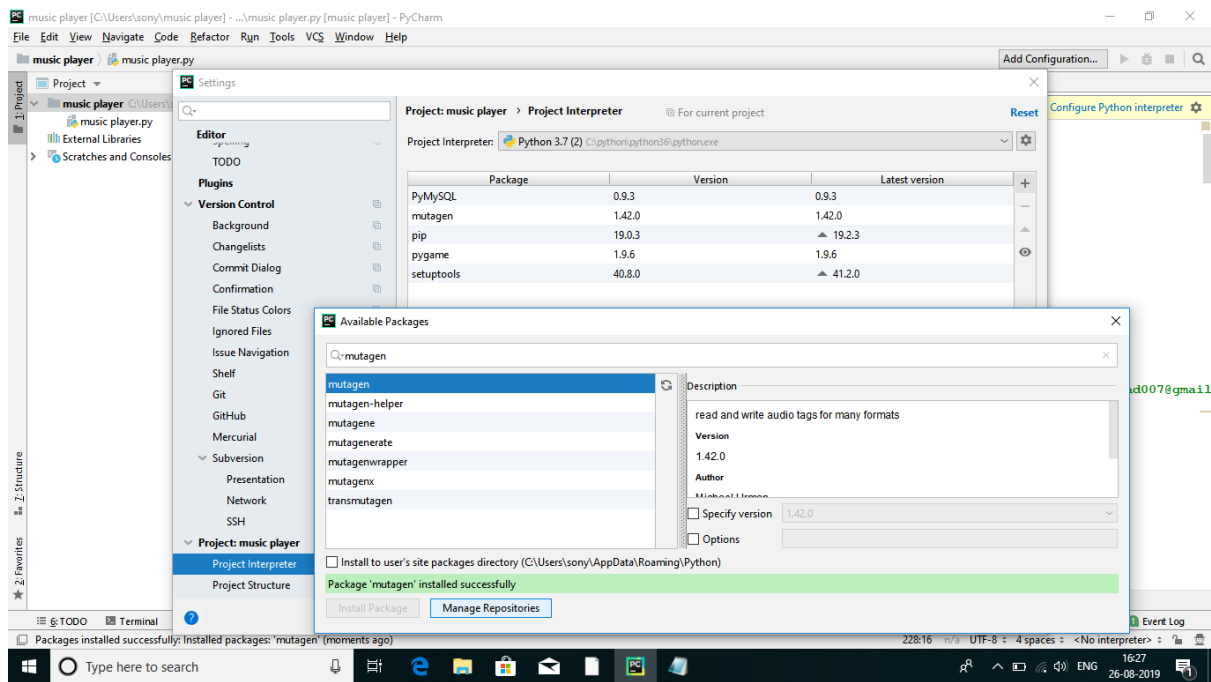 PC music player [C:\Users\sony\music player] - ...\music player.py [music player] - PyCharm
File Edit View Navigate Code Refactor Run Tools VCS Window Help
music player music player.py Add Configuration...
1: Project
Project
music player C:\Users\
music player.py
External Libraries
Scratches and Consoles
PC Settings
Editor
TODO
Plugins
Version Control
Background
Changelists
Commit Dialog
Confirmation
File Status Colors
Ignored Files
Issue Navigation
Shelf
Git
GitHub
Mercurial
Subversion
Presentation
Network
SSH
Project: music player
Project Interpreter
Project Structure
?
Project: music player › Project Interpreter For current project Reset
Configure Python interpreter
Project Interpreter: Python 3.7 (2) C:\python\python36\python.exe
Package Version Latest version
PyMySQL 0.9.3 0.9.3
mutagen 1.42.0 1.42.0
pip 19.0.3 19.2.3
pygame 1.9.6 1.9.6
setuptools 40.8.0 41.2.0
PC Available Packages
mutagen
mutagen
mutagen-helper
mutagene
mutagenerate
mutagenwrapper
mutagenx
transmutagen
Description
read and write audio tags for many formats
Version
1.42.0
Author
Specify version 1.42.0
Options
Install to user's site packages directory (C:\Users\sony\AppData\Roaming\Python)
Package 'mutagen' installed successfully
Install Package Manage Repositories
d007@gmail
7: Structure
2: Favorites
6: TODO Terminal 1 Event Log
Packages installed successfully: Installed packages: 'mutagen' (moments ago) 228:16 n/a UTF-8 4 spaces <No interpreter>
Type here to search ENG 16:27
26-08-2019